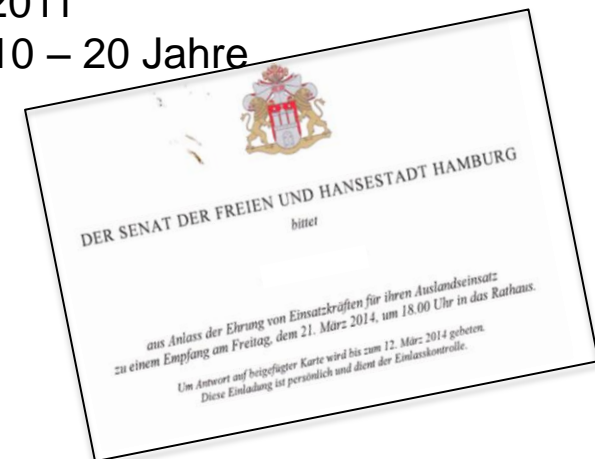 2011
10 – 20 Jahre
DER SENAT DER FREIEN UND HANSESTADT HAMBURG
bittet
aus Anlass der Ehrung von Einsatzkräften für ihren Auslandseinsatz
zu einem Empfang am Freitag, dem 21. März 2014, um 18.00 Uhr in das Rathaus.
Um Antwort auf beigefügter Karte wird bis zum 12. März 2014 gebeten.
Diese Einladung ist persönlich und dient der Einlasskontrolle.